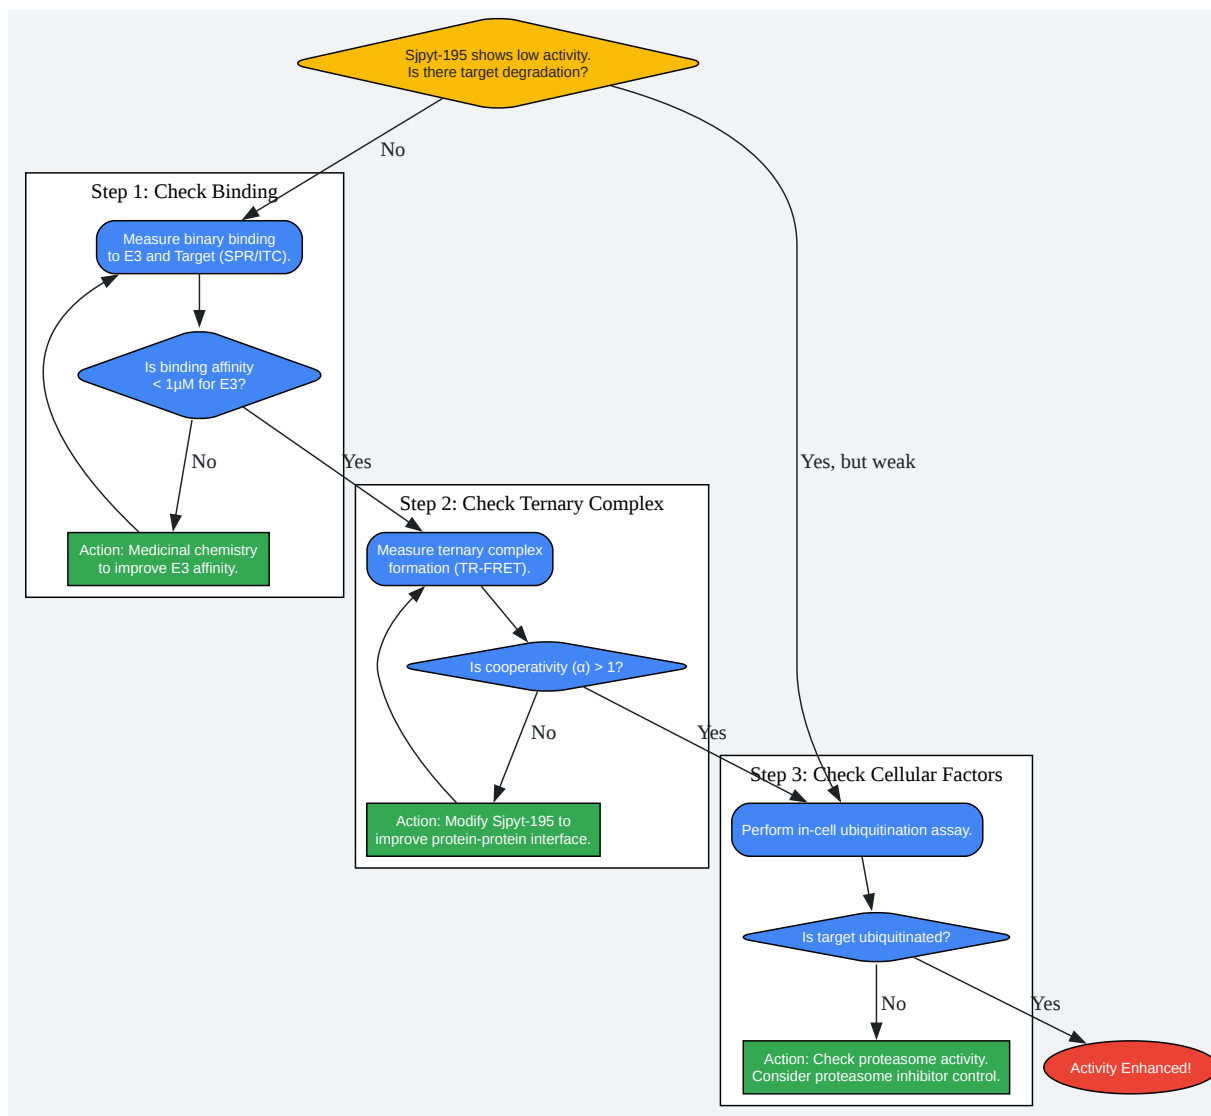 Sjpyt-195 shows low activity.
Is there target degradation?
No
Step 1: Check Binding
Measure binary binding
to E3 and Target (SPR/ITC).
Is binding affinity
< 1µM for E3?
No
Yes
Yes, but weak
Action: Medicinal chemistry
to improve E3 affinity.
Step 2: Check Ternary Complex
Measure ternary complex
formation (TR-FRET).
Is cooperativity (α) > 1?
No
Yes
Action: Modify Sjpyt-195 to
improve protein-protein interface.
Step 3: Check Cellular Factors
Perform in-cell ubiquitination assay.
Is target ubiquitinated?
No
Yes
Action: Check proteasome activity.
Consider proteasome inhibitor control.
Activity Enhanced!